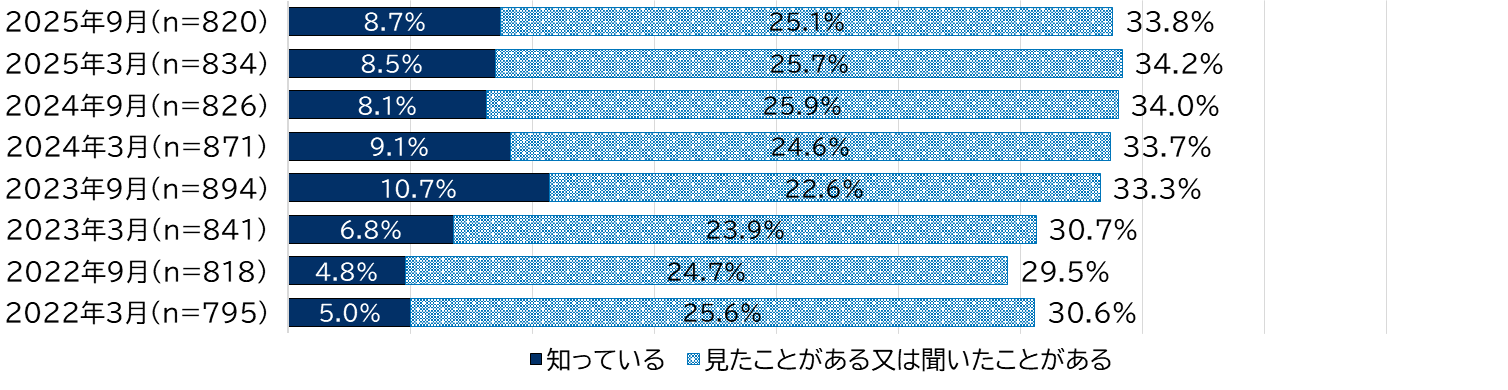 2025年9月(n=820) 8.7% 25.1% 33.8%
2025年3月(n=834) 8.5% 25.7% 34.2%
2024年9月(n=826) 8.1% 25.9% 34.0%
2024年3月(n=871) 9.1% 24.6% 33.7%
2023年9月(n=894) 10.7% 22.6% 33.3%
2023年3月(n=841) 6.8% 23.9% 30.7%
2022年9月(n=818) 4.8% 24.7% 29.5%
2022年3月(n=795) 5.0% 25.6% 30.6%
知っている 見たことがある又は聞いたことがある